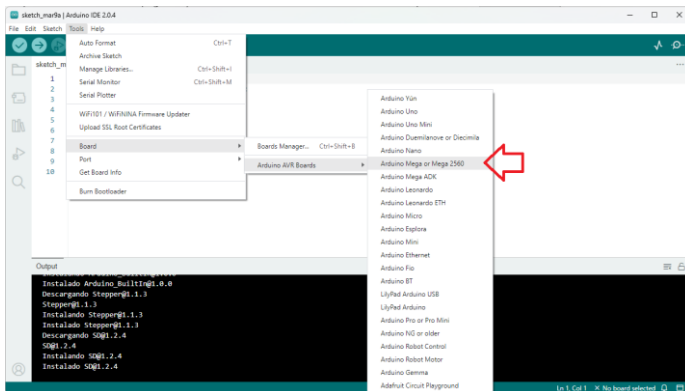 sketch_mar9a | Arduino IDE 2.0.4
File Edit Sketch Tools Help
sketch_m
1
2
3
4
5
6
7
8
9
10
Auto Format Ctrl+T
Archive Sketch
Manage Libraries... Ctrl+Shift+I
Serial Monitor Ctrl+Shift+M
Serial Plotter
WiFi101 / WiFiNINA Firmware Updater
Upload SSL Root Certificates
Board
Port
Get Board Info
Burn Bootloader
Boards Manager... Ctrl+Shift+B
Arduino AVR Boards
Arduino Yún
Arduino Uno
Arduino Uno Mini
Arduino Duemilanove or Diecimila
Arduino Nano
Arduino Mega or Mega 2560
Arduino Mega ADK
Arduino Leonardo
Arduino Leonardo ETH
Arduino Micro
Arduino Esplora
Arduino Mini
Arduino Ethernet
Arduino Fio
Arduino BT
LilyPad Arduino USB
LilyPad Arduino
Arduino Pro or Pro Mini
Arduino NG or older
Arduino Robot Control
Arduino Robot Motor
Arduino Gemma
Adafruit Circuit Playground
Output
Instalado Arduino_BuiltIn@1.0.0
Descargando Stepper@1.1.3
Stepper@1.1.3
Instalando Stepper@1.1.3
Instalado Stepper@1.1.3
Descargando SD@1.2.4
SD@1.2.4
Instalando SD@1.2.4
Instalado SD@1.2.4
Ln 1, Col 1 × No board selected